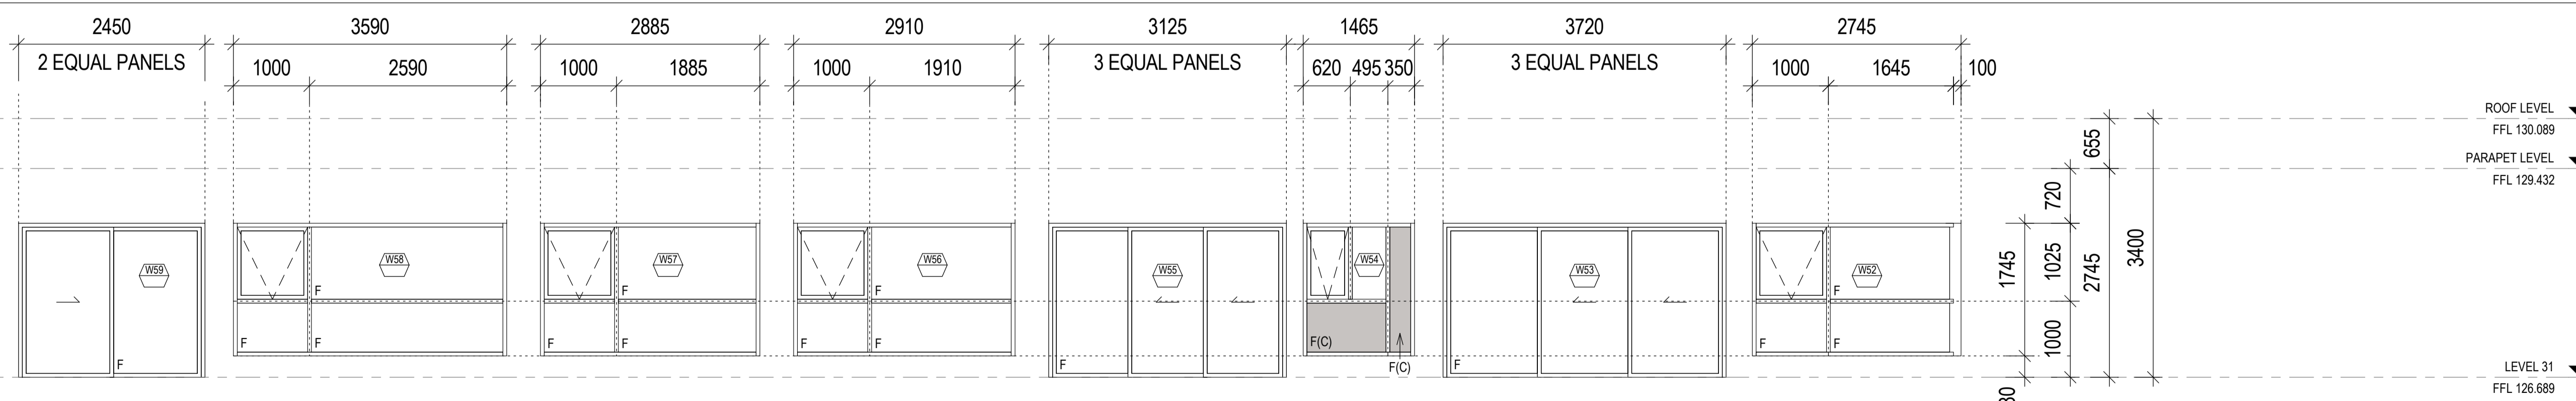 2450
3590
2885
2910
3125
1465
3720
2745
2 EQUAL PANELS
1000
2590
1000
1885
1000
1910
3 EQUAL PANELS
620
495
350
3 EQUAL PANELS
1000
1645
100
ROOF LEVEL
FFL 130.089
655
PARAPET LEVEL
FFL 129.432
720
1745
1025
2745
3400
1000
W59
W58
W57
W56
W55
W54
W53
W52
F
F
F
F
F
F
F
F
F
F
F
F
F(C)
F(C)
F
F
F
F
LEVEL 31
FFL 126.689